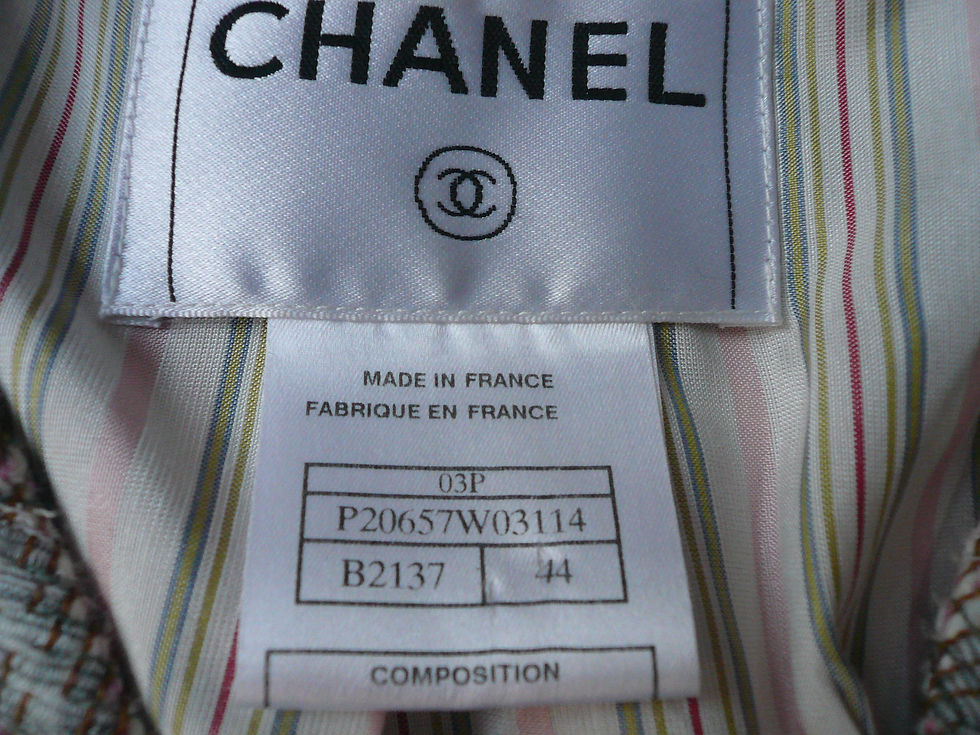 CHANEL
MADE IN FRANCE
FABRIQUE EN FRANCE
03P
P20657W03114
B2137 44
COMPOSITION